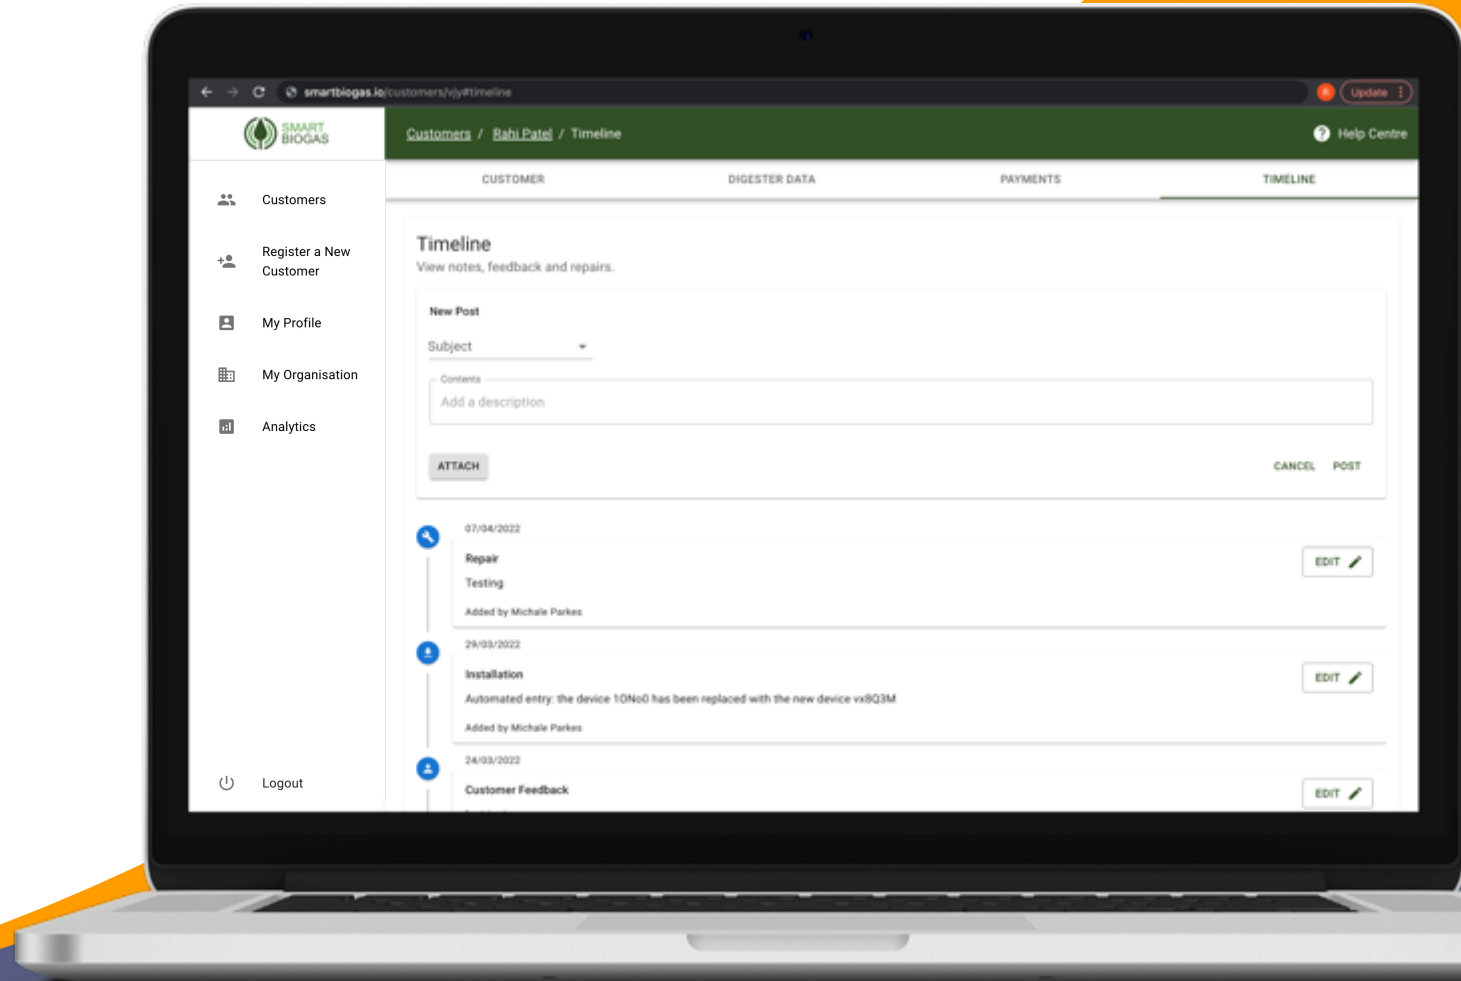 smartbiogas.io/customers/vjy#timeline
Update
SMART
BIOGAS
Customers / Rahi Patel / Timeline
Help Centre
CUSTOMER
DIGESTER DATA
PAYMENTS
TIMELINE
Customers
Register a New
Customer
My Profile
My Organisation
Analytics
Logout
Timeline
View notes, feedback and repairs.
New Post
Subject
Contents
Add a description
ATTACH
CANCEL
POST
07/04/2022
Repair
EDIT
Testing
Added by Michale Parkes
29/03/2022
Installation
EDIT
Automated entry: the device 1ONo0 has been replaced with the new device vx8Q3M
Added by Michale Parkes
24/03/2022
Customer Feedback
EDIT